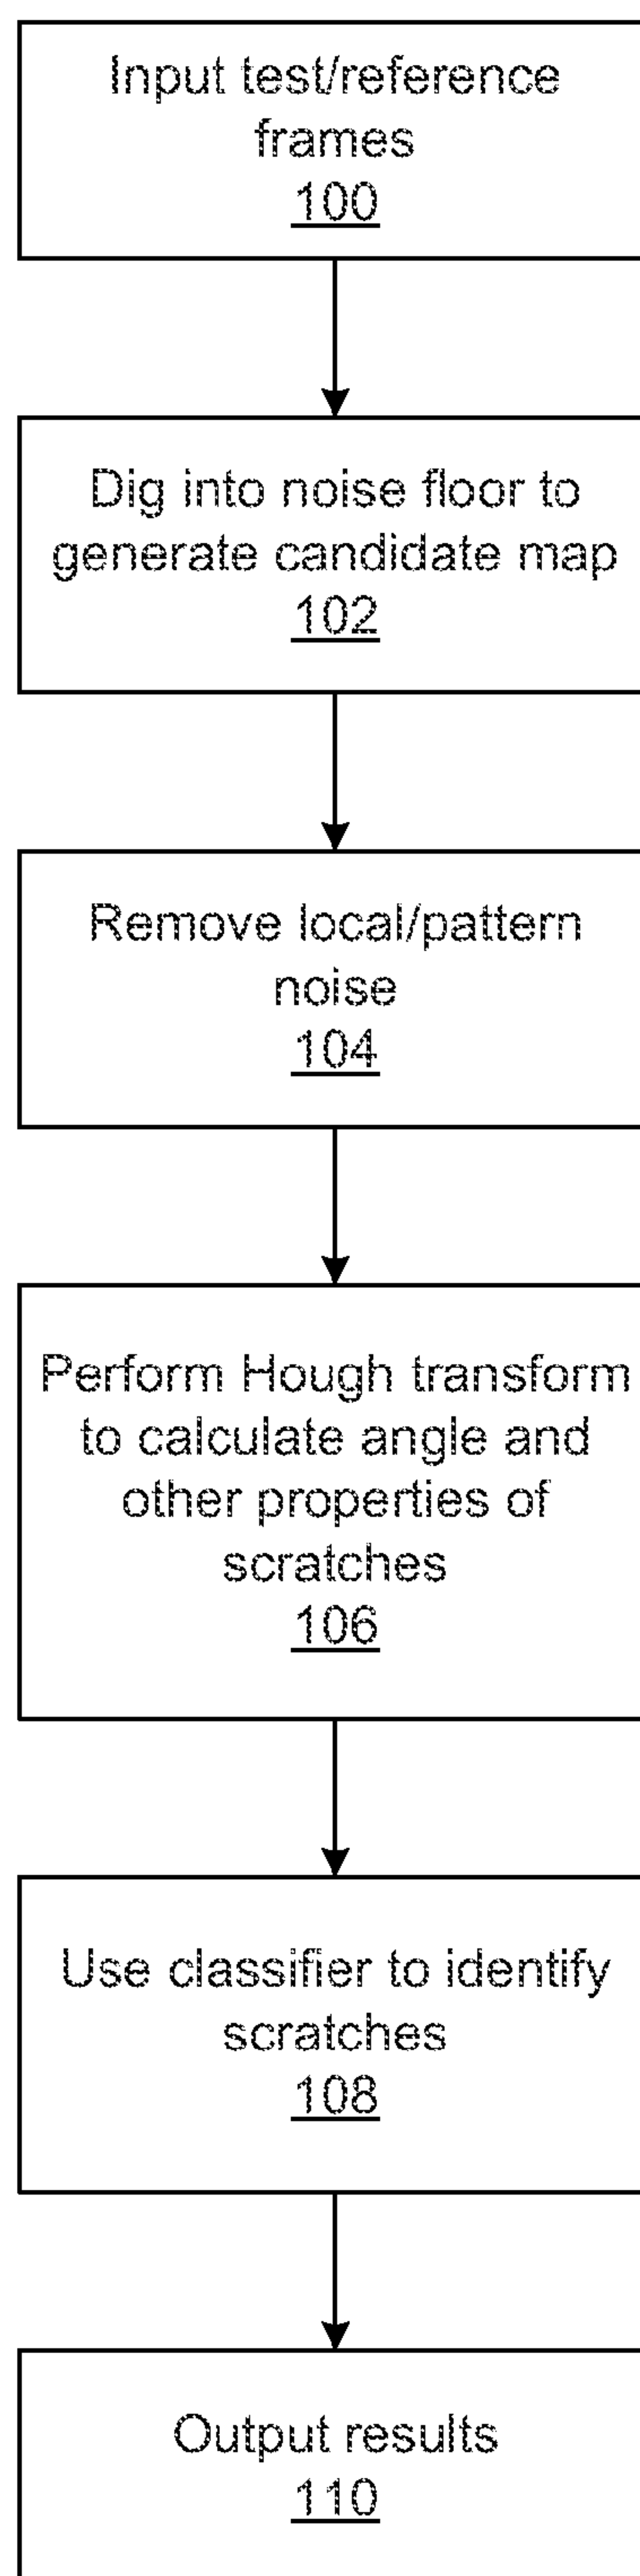 Input test/reference
frames
100
Dig into noise floor to
generate candidate map
102
Remove local/pattern
noise
104
Perform Hough transform
to calculate angle and
other properties of
scratches
106
Use classifier to identify
scratches
108
Output results
110